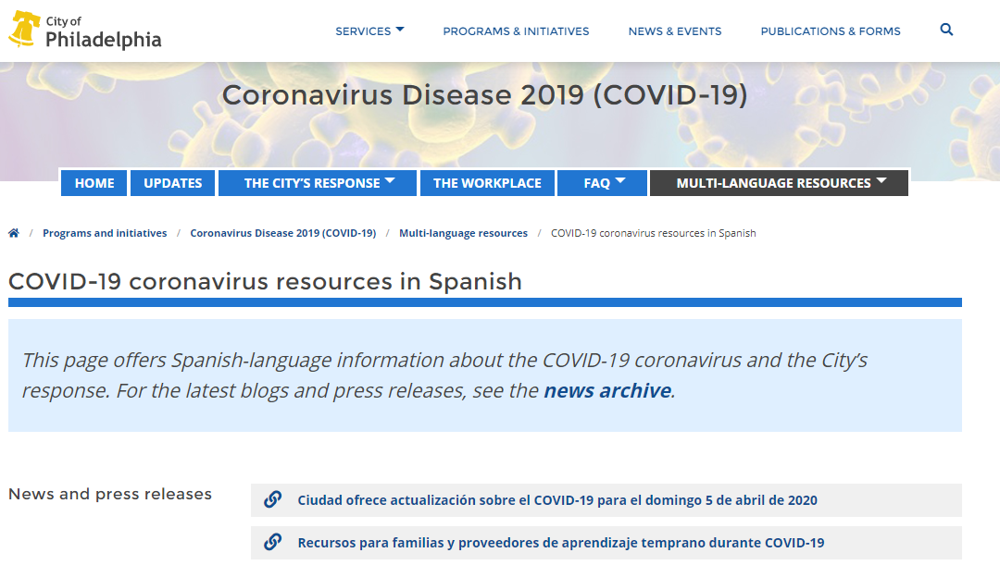 City of
Philadelphia
SERVICES
PROGRAMS & INITIATIVES
NEWS & EVENTS
PUBLICATIONS & FORMS
Coronavirus Disease 2019 (COVID-19)
HOME
UPDATES
THE CITY'S RESPONSE
THE WORKPLACE
FAQ
MULTI-LANGUAGE RESOURCES
/ Programs and initiatives / Coronavirus Disease 2019 (COVID-19) / Multi-language resources / COVID-19 coronavirus resources in Spanish
COVID-19 coronavirus resources in Spanish
This page offers Spanish-language information about the COVID-19 coronavirus and the City's
response. For the latest blogs and press releases, see the news archive.
News and press releases
Ciudad ofrece actualización sobre el COVID-19 para el domingo 5 de abril de 2020
Recursos para familias y proveedores de aprendizaje temprano durante COVID-19